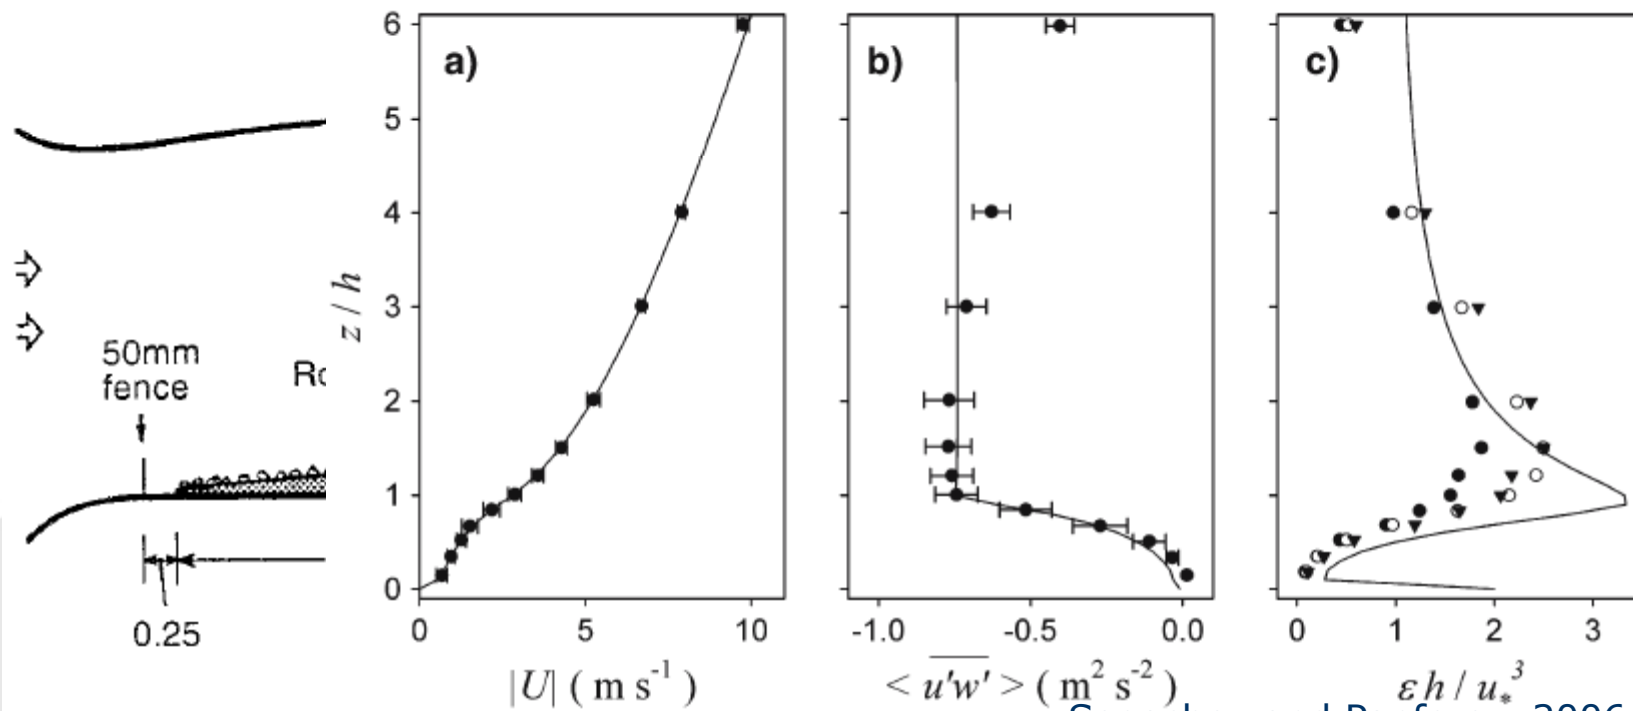 50mm
fence
0.25
z / h
6
5
4
3
2
1
0
a)
0 5 10
|U| ( m s⁻¹ )
b)
-1.0 -0.5 0.0
< u'w' > ( m² s⁻² )
c)
0 1 2 3
ε h / u*³
2006